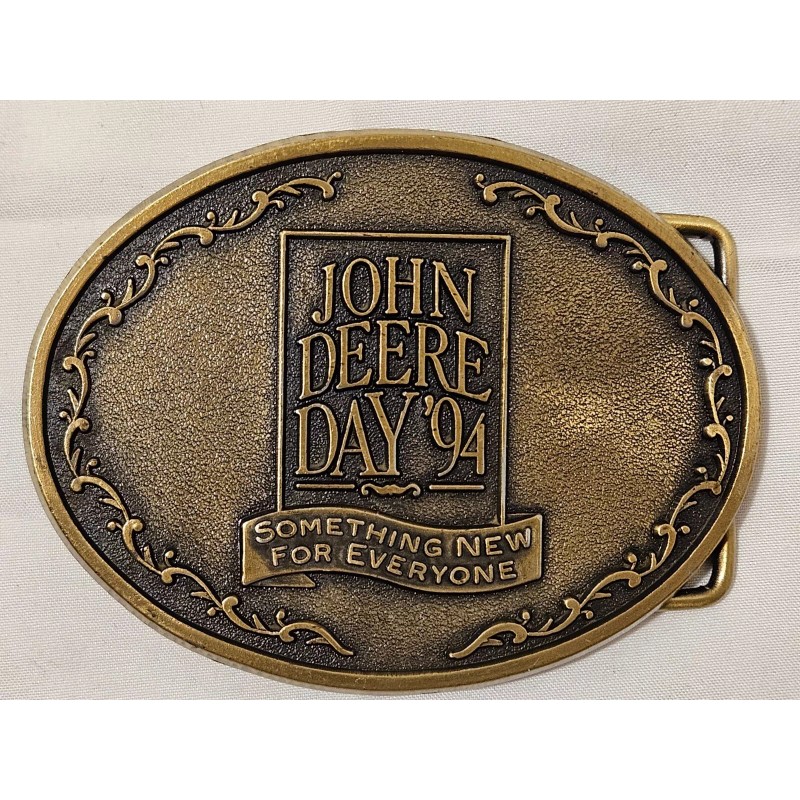 JOHN
DEERE
DAY '94
SOMETHING NEW
FOR EVERYONE